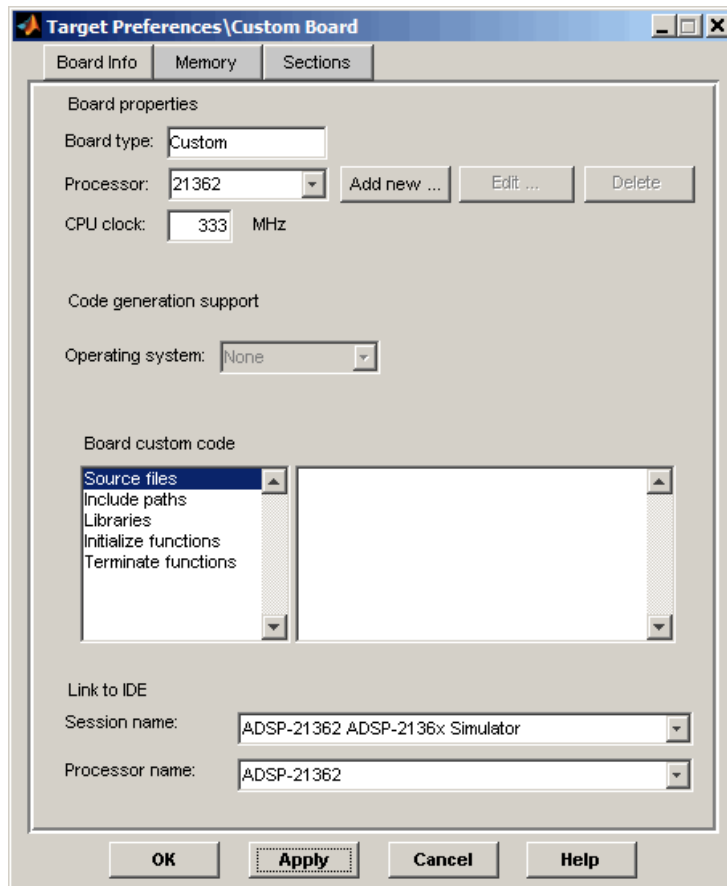 Target Preferences\Custom Board
Board Info Memory Sections
Board properties
Board type: Custom
Processor: 21362 Add new ... Edit ... Delete
CPU clock: 333 MHz
Code generation support
Operating system: None
Board custom code
Source files
Include paths
Libraries
Initialize functions
Terminate functions
Link to IDE
Session name: ADSP-21362 ADSP-2136x Simulator
Processor name: ADSP-21362
OK Apply Cancel Help